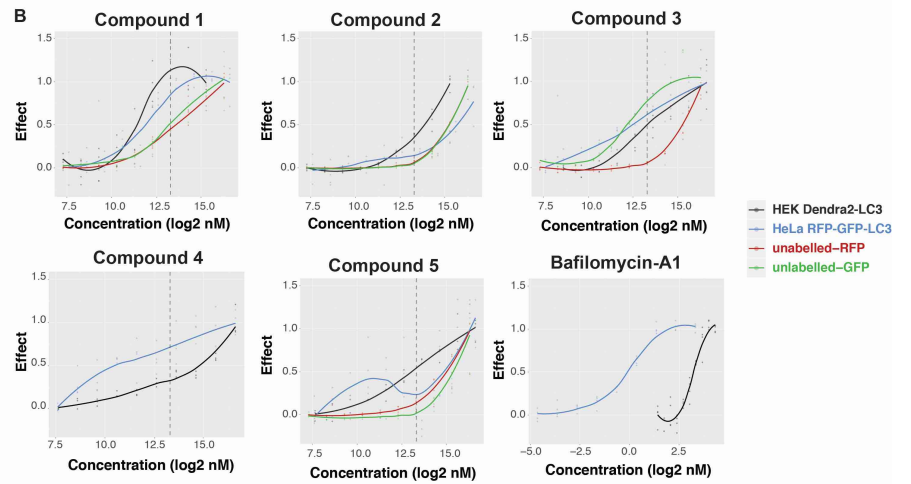 B
Compound 1
Compound 2
Compound 3
1.5
1.0
0.5
0.0
Effect
7.5 10.0 12.5 15.0
Concentration (log2 nM)
1.5
1.0
0.5
0.0
Effect
7.5 10.0 12.5 15.0
Concentration (log2 nM)
1.5
1.0
0.5
0.0
Effect
7.5 10.0 12.5 15.0
Concentration (log2 nM)
HEK Dendra2-LC3
HeLa RFP-GFP-LC3
unabelled–RFP
unlabelled–GFP
Compound 4
Compound 5
Bafilomycin-A1
1.5
1.0
0.5
0.0
Effect
7.5 10.0 12.5 15.0
Concentration (log2 nM)
1.5
1.0
0.5
0.0
Effect
7.5 10.0 12.5 15.0
Concentration (log2 nM)
1.5
1.0
0.5
0.0
Effect
−5.0 −2.5 0.0 2.5
Concentration (log2 nM)